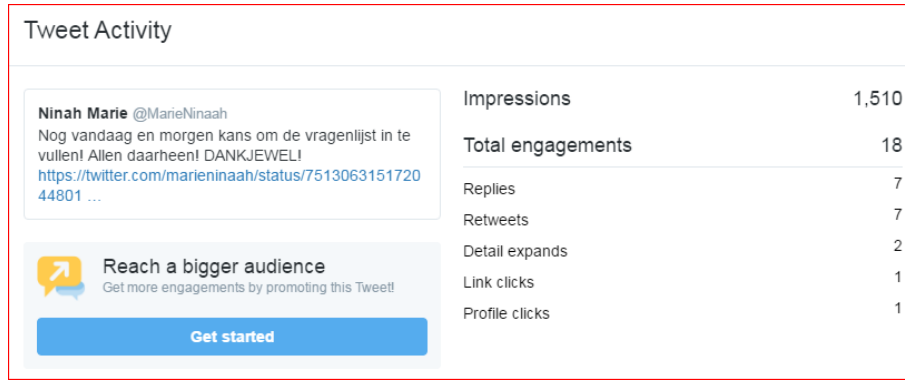 Tweet Activity
Ninah Marie @MarieNinaah
Nog vandaag en morgen kans om de vragenlijst in te
vullen! Allen daarheen! DANKJEWEL!
https://twitter.com/marieninaah/status/7513063151720
44801 ...
Reach a bigger audience
Get more engagements by promoting this Tweet!
Get started
Impressions 1,510
Total engagements 18
Replies 7
Retweets 7
Detail expands 2
Link clicks 1
Profile clicks 1